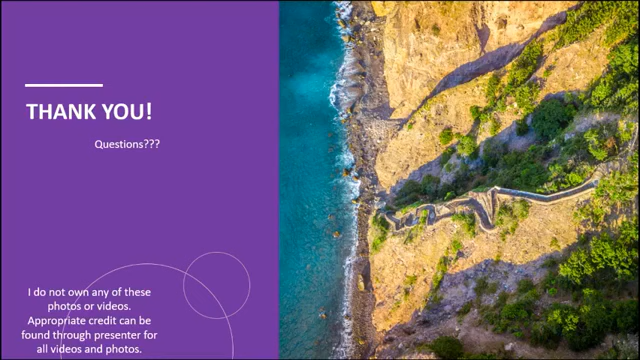 THANK YOU!
Questions???
I do not own any of these
photos or videos.
Appropriate credit can be
found through presenter for
all videos and photos.